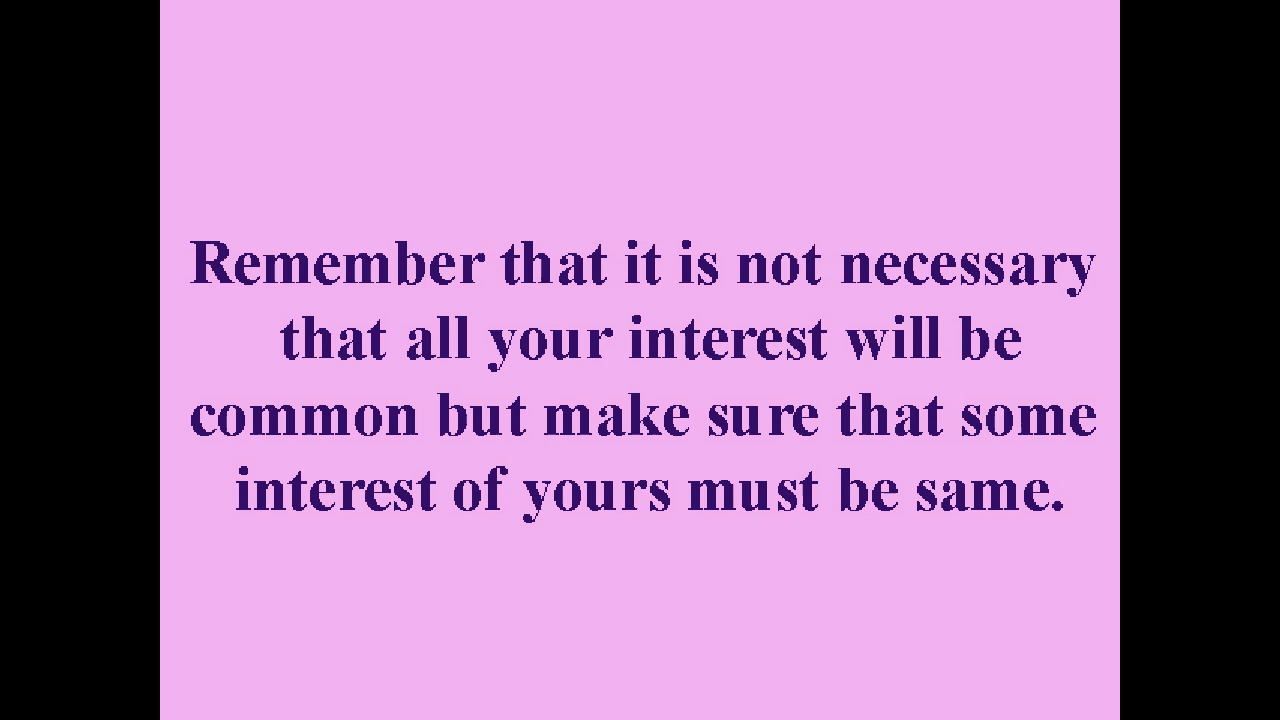 Remember that it is not necessary
that all your interest will be
common but make sure that some
interest of yours must be same.